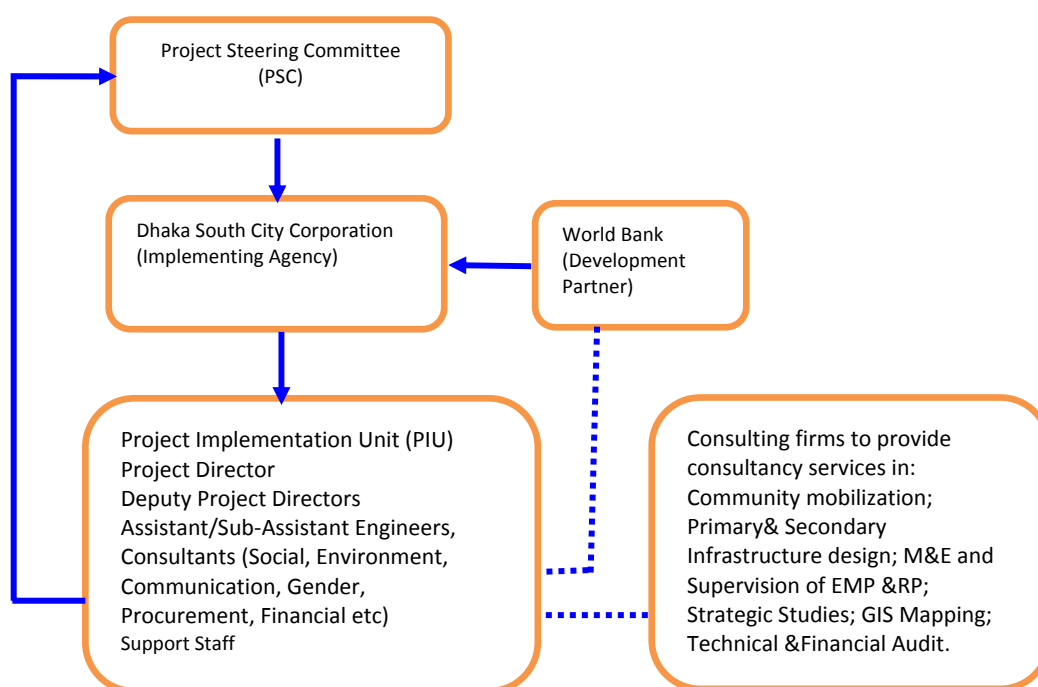 Project Steering Committee
(PSC)
Dhaka South City Corporation
(Implementing Agency)
World Bank
(Development
Partner)
Project Implementation Unit (PIU)
Project Director
Deputy Project Directors
Assistant/Sub-Assistant Engineers,
Consultants (Social, Environment,
Communication, Gender,
Procurement, Financial etc)
Support Staff
Consulting firms to provide
consultancy services in:
Community mobilization;
Primary& Secondary
Infrastructure design; M&E and
Supervision of EMP &RP;
Strategic Studies; GIS Mapping;
Technical &Financial Audit.